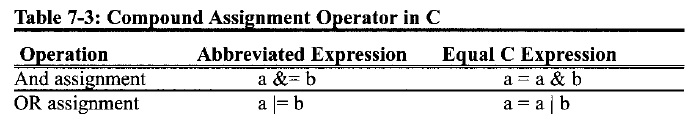 Table 7-3: Compound Assignment Operator in C
Operation Abbreviated Expression Equal C Expression
And assignment a &= b a = a & b
OR assignment a |= b a = a | b